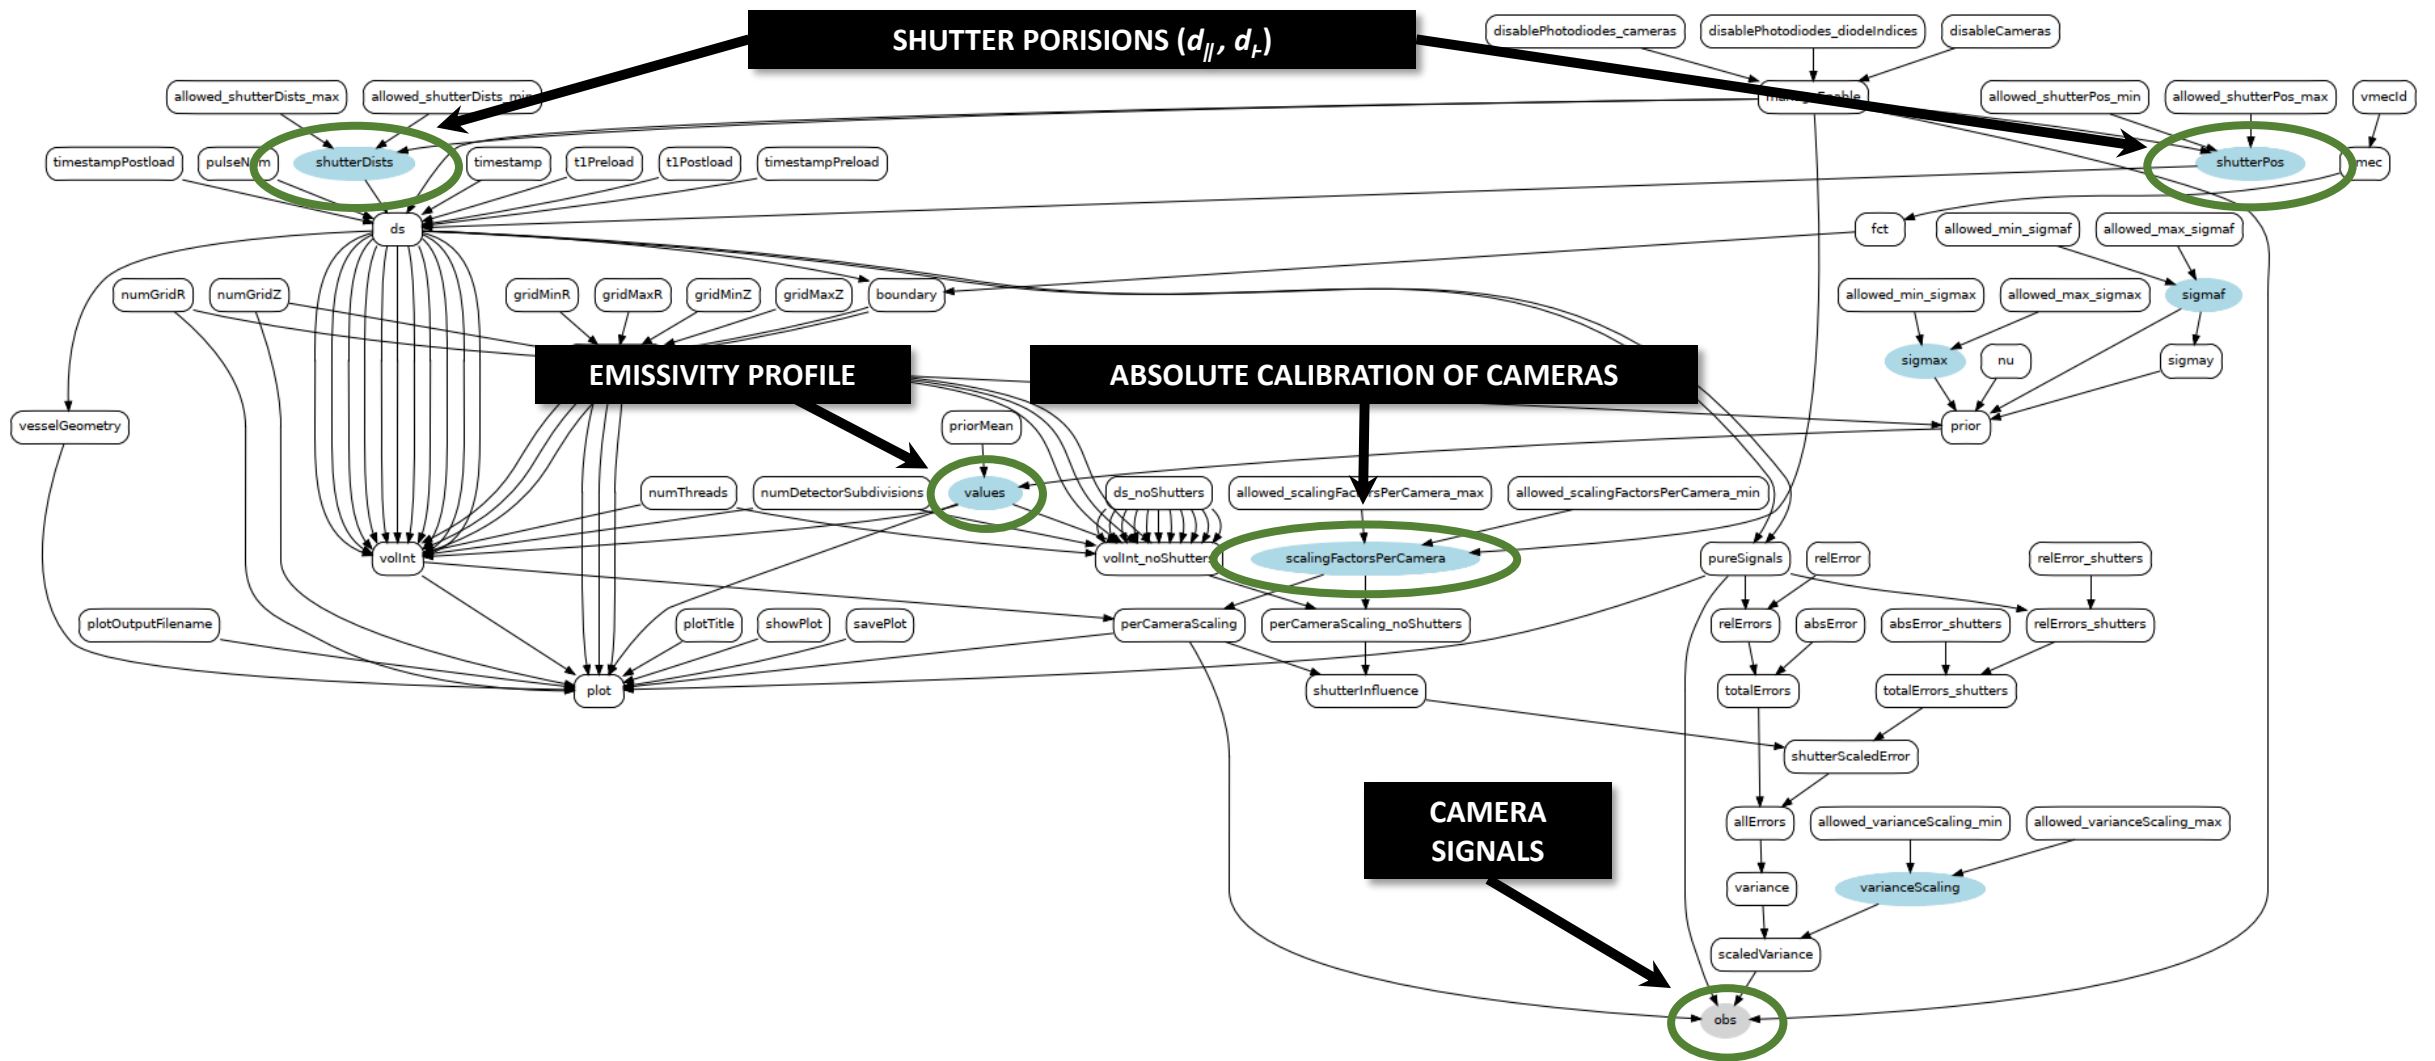 SHUTTER PORISIONS (d||, d⊦)
disablePhotodiodes_cameras
disablePhotodiodes_diodeIndices
disableCameras
allowed_shutterDists_max
allowed_shutterDists_min
allowed_shutterPos_min
allowed_shutterPos_max
vmecId
timestampPostload
shutterDists
timestamp
t1Preload
t1Postload
timestampPreload
shutterPos
ds
fct
allowed_min_sigmaf
allowed_max_sigmaf
numGridR
numGridZ
gridMinR
gridMaxR
gridMinZ
gridMaxZ
boundary
allowed_min_sigmax
allowed_max_sigmax
sigmaf
EMISSIVITY PROFILE
ABSOLUTE CALIBRATION OF CAMERAS
sigmax
nu
sigmay
vesselGeometry
priorMean
prior
numThreads
numDetectorSubdivisions
values
ds_noShutters
allowed_scalingFactorsPerCamera_max
allowed_scalingFactorsPerCamera_min
volInt
volInt_noShutters
scalingFactorsPerCamera
pureSignals
relError
relError_shutters
plotOutputFilename
plotTitle
showPlot
savePlot
perCameraScaling
perCameraScaling_noShutters
relErrors
absError
absError_shutters
relErrors_shutters
plot
shutterInfluence
totalErrors
totalErrors_shutters
shutterScaledError
CAMERA
SIGNALS
allErrors
allowed_varianceScaling_min
allowed_varianceScaling_max
variance
varianceScaling
scaledVariance
obs